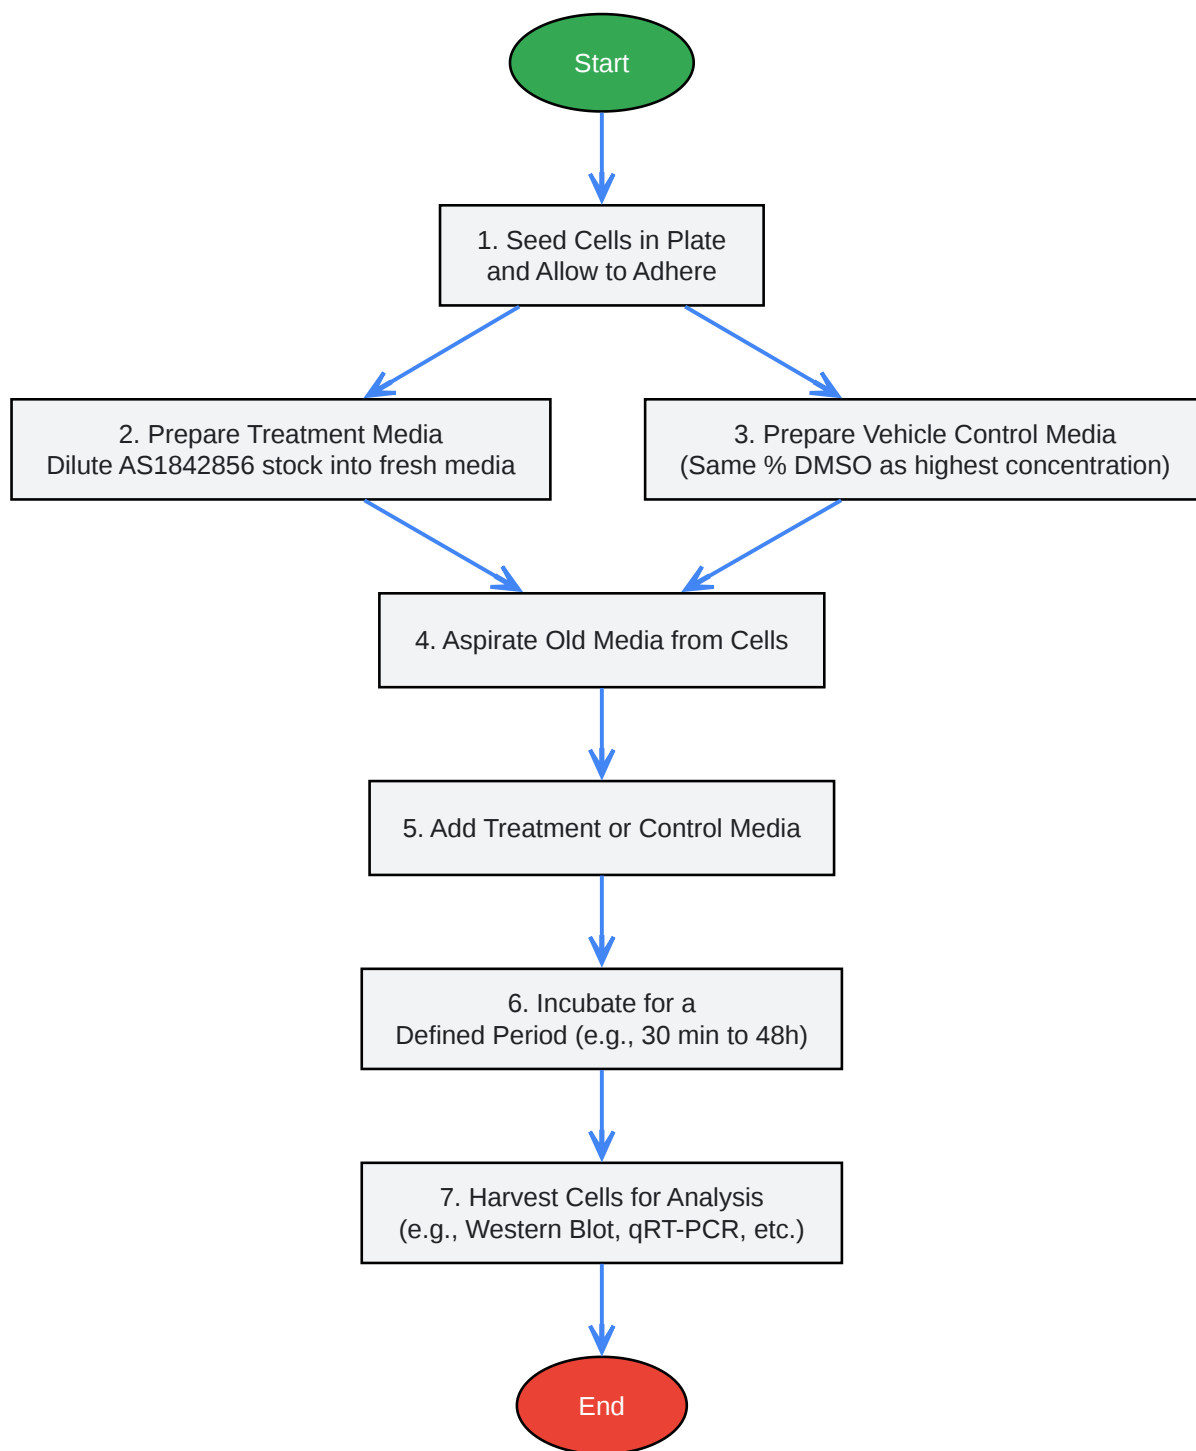 Start
1. Seed Cells in Plate
and Allow to Adhere
2. Prepare Treatment Media
Dilute AS1842856 stock into fresh media
3. Prepare Vehicle Control Media
(Same % DMSO as highest concentration)
4. Aspirate Old Media from Cells
5. Add Treatment or Control Media
6. Incubate for a
Defined Period (e.g., 30 min to 48h)
7. Harvest Cells for Analysis
(e.g., Western Blot, qRT-PCR, etc.)
End